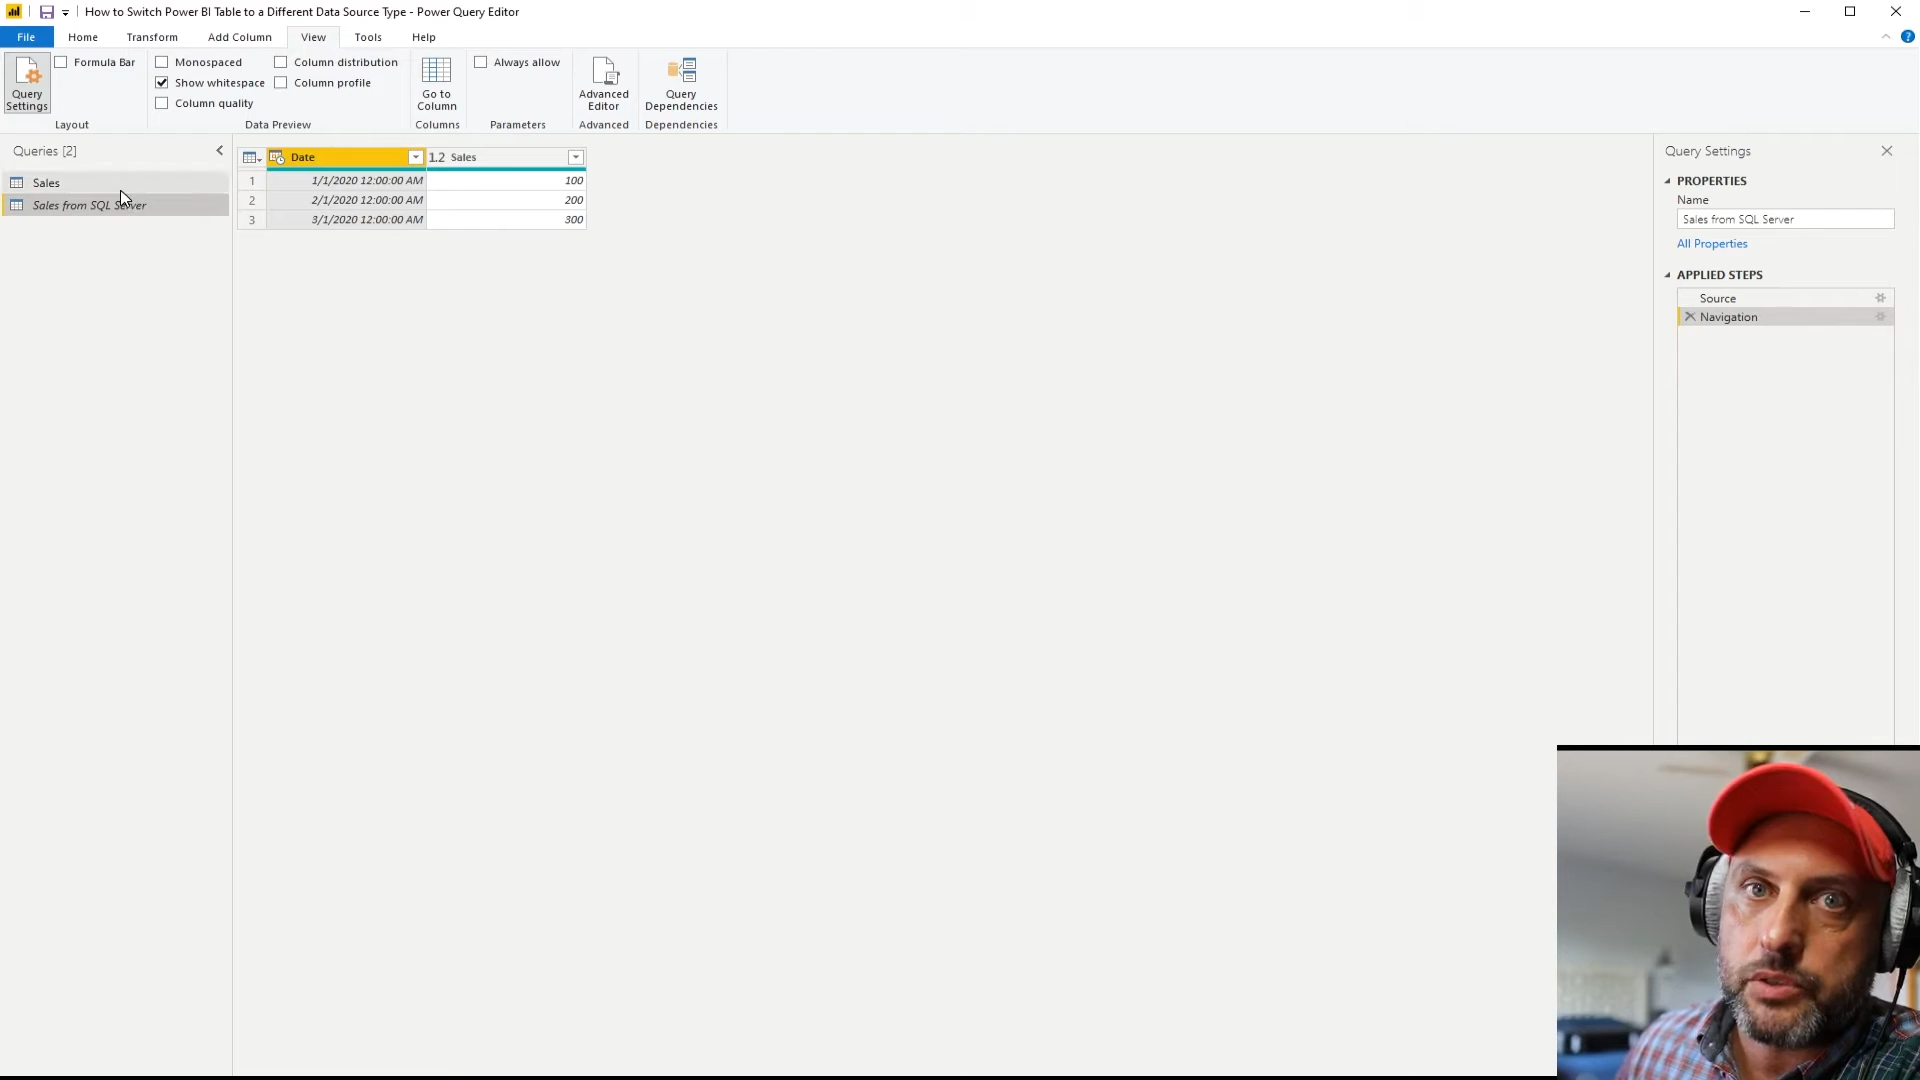 How to Switch Power BI Table to a Different Data Source Type - Power Query Editor
File Home Transform Add Column View Tools Help
Query Settings
Formula Bar
Layout
Monospaced
Show whitespace
Column quality
Column distribution
Column profile
Data Preview
Go to Column
Columns
Always allow
Parameters
Advanced Editor
Advanced
Query Dependencies
Dependencies
Queries [2]
Sales
Sales from SQL Server
Date 1.2 Sales
1 1/1/2020 12:00:00 AM 100
2 2/1/2020 12:00:00 AM 200
3 3/1/2020 12:00:00 AM 300
Query Settings
PROPERTIES
Name
Sales from SQL Server
All Properties
APPLIED STEPS
Source
Navigation